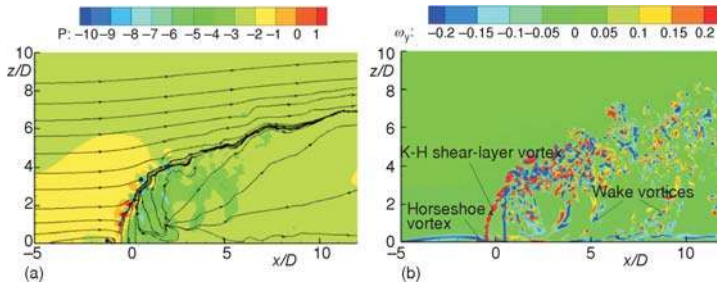 P: −10 −9 −8 −7 −6 −5 −4 −3 −2 −1 0 1
10
z/D
8
6
4
2
0
−5 0 5 10
x/D
(a)
ωy: −0.2 −0.15 −0.1 −0.05 0 0.05 0.1 0.15 0.2
10
z/D
8
6
4
2
0
K-H shear-layer vortex
Horseshoe
vortex
Wake vortices
−5 0 5 10
x/D
(b)